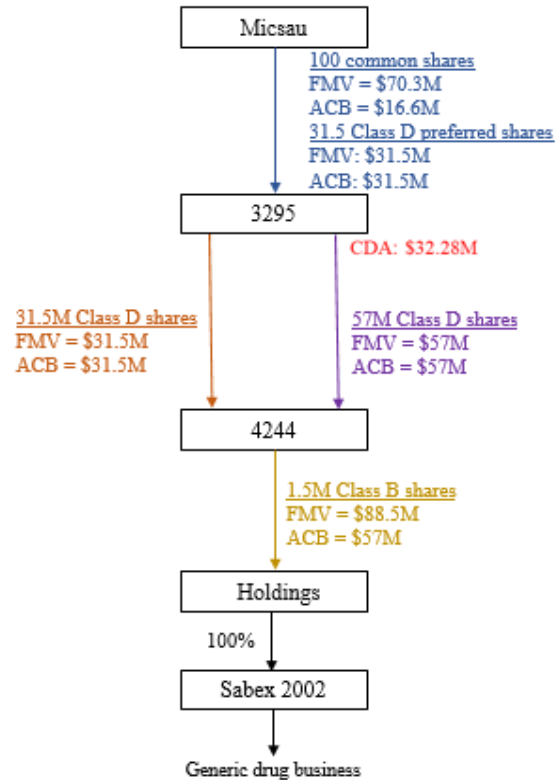 Micsau
100 common shares
FMV = $70.3M
ACB = $16.6M
31.5 Class D preferred shares
FMV: $31.5M
ACB: $31.5M
3295
CDA: $32.28M
31.5M Class D shares
FMV = $31.5M
ACB = $31.5M
57M Class D shares
FMV = $57M
ACB = $57M
4244
1.5M Class B shares
FMV = $88.5M
ACB = $57M
Holdings
100%
Sabex 2002
Generic drug business